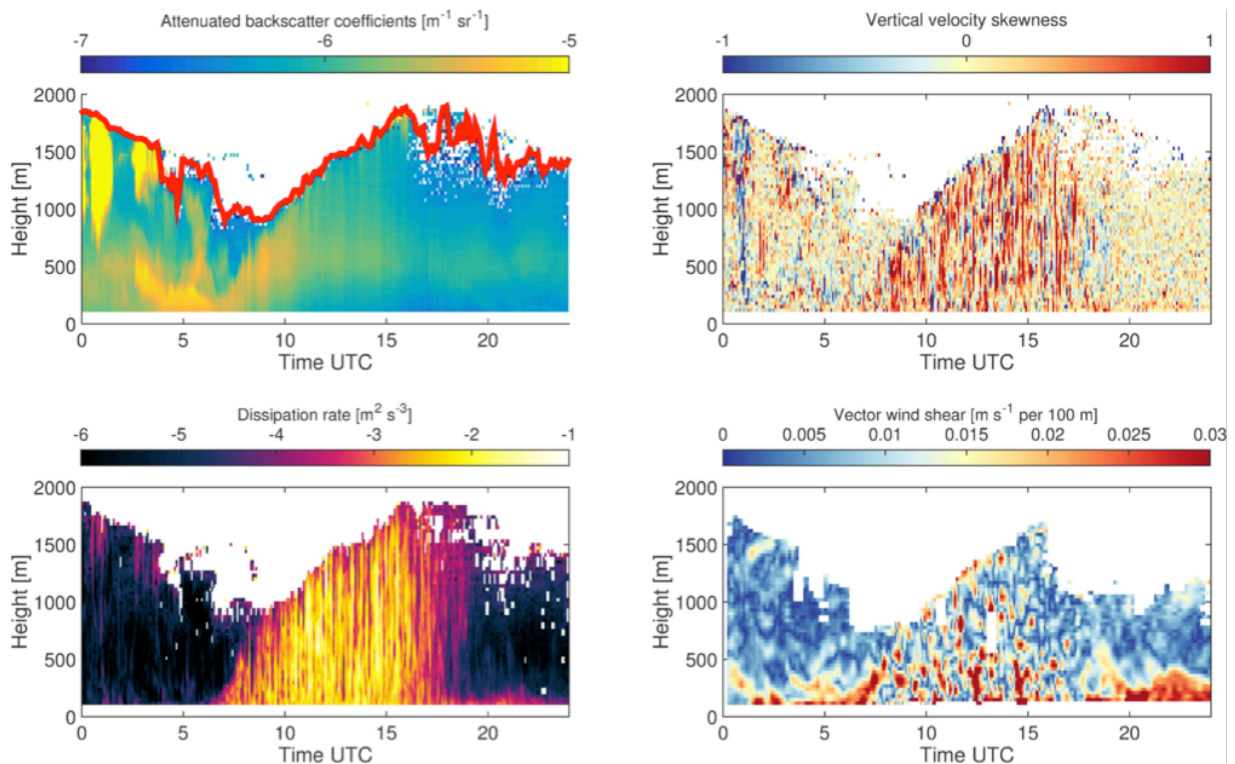 Attenuated backscatter coefficients [m⁻¹ sr⁻¹]
-7 -6 -5
2000
1500
1000
500
0
Height [m]
0 5 10 15 20
Time UTC
Vertical velocity skewness
-1 0 1
2000
1500
1000
500
0
Height [m]
0 5 10 15 20
Time UTC
Dissipation rate [m² s⁻³]
-6 -5 -4 -3 -2 -1
2000
1500
1000
500
0
Height [m]
0 5 10 15 20
Time UTC
Vector wind shear [m s⁻¹ per 100 m]
0 0.005 0.01 0.015 0.02 0.025 0.03
2000
1500
1000
500
0
Height [m]
0 5 10 15 20
Time UTC